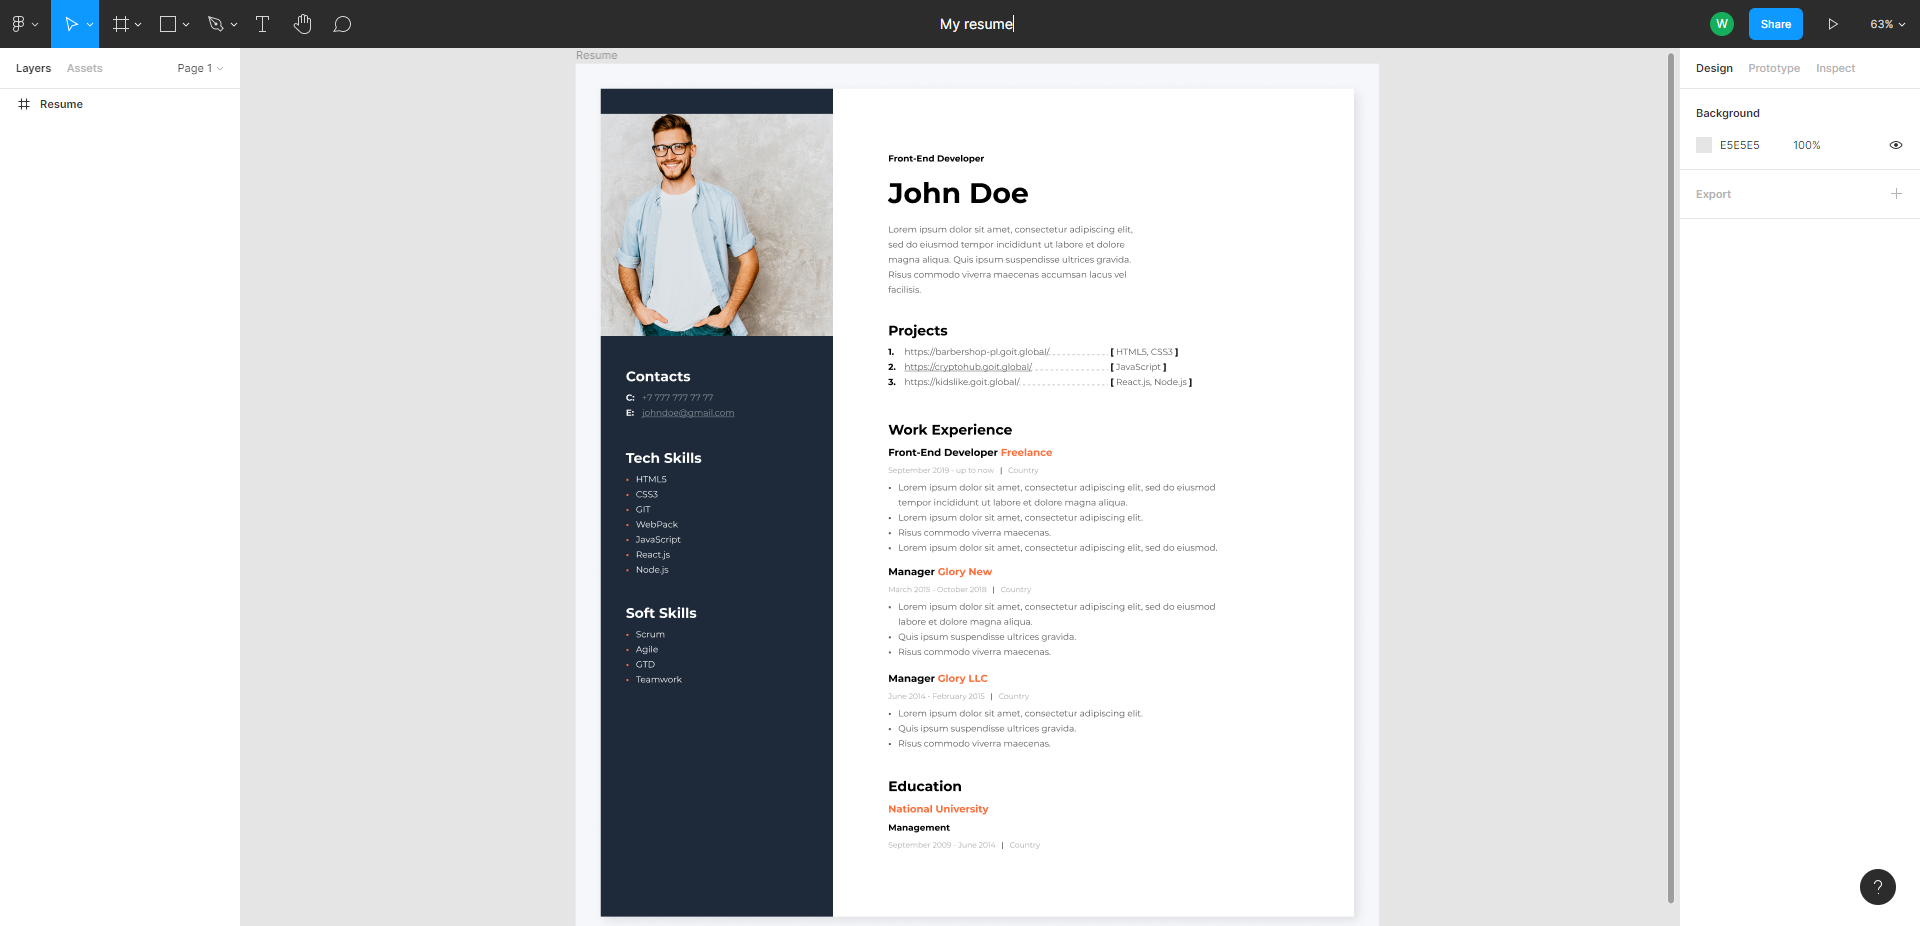 My resume
W
Share
63%
Layers
Assets
Page 1
Resume
Resume
Contacts
C: +7 777 777 77 77
E: johndoe@gmail.com
Tech Skills
• HTML5
• CSS3
• GIT
• WebPack
• JavaScript
• React.js
• Node.js
Soft Skills
• Scrum
• Agile
• GTD
• Teamwork
Front-End Developer
John Doe
Lorem ipsum dolor sit amet, consectetur adipiscing elit,
sed do eiusmod tempor incididunt ut labore et dolore
magna aliqua. Quis ipsum suspendisse ultrices gravida.
Risus commodo viverra maecenas accumsan lacus vel
facilisis.
Projects
1. https://barbershop-pl.goit.global/ [ HTML5, CSS3 ]
2. https://cryptohub.goit.global/ [ JavaScript ]
3. https://kidslike.goit.global/ [ React.js, Node.js ]
Work Experience
Front-End Developer Freelance
September 2019 - up to now | Country
• Lorem ipsum dolor sit amet, consectetur adipiscing elit, sed do eiusmod
tempor incididunt ut labore et dolore magna aliqua.
• Lorem ipsum dolor sit amet, consectetur adipiscing elit.
• Risus commodo viverra maecenas.
• Lorem ipsum dolor sit amet, consectetur adipiscing elit, sed do eiusmod.
Manager Glory New
March 2015 - October 2018 | Country
• Lorem ipsum dolor sit amet, consectetur adipiscing elit, sed do eiusmod
labore et dolore magna aliqua.
• Quis ipsum suspendisse ultrices gravida.
• Risus commodo viverra maecenas.
Manager Glory LLC
June 2014 - February 2015 | Country
• Lorem ipsum dolor sit amet, consectetur adipiscing elit.
• Quis ipsum suspendisse ultrices gravida.
• Risus commodo viverra maecenas.
Education
National University
Management
September 2009 - June 2014 | Country
Design
Prototype
Inspect
Background
E5E5E5
100%
Export
?